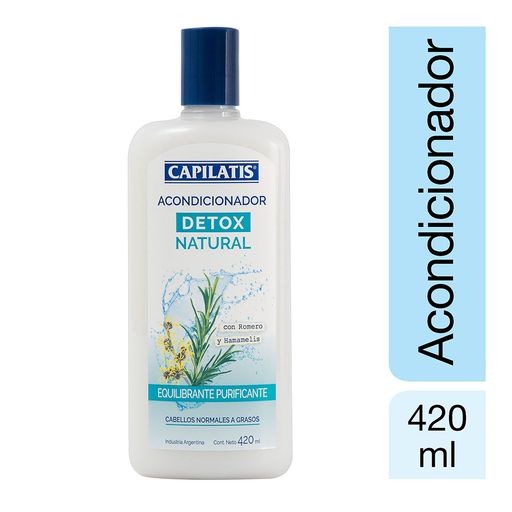 CAPILATIS®
ACONDICIONADOR
DETOX
NATURAL
con Romero
y Hamamelis
EQUILIBRANTE PURIFICANTE
CABELLOS NORMALES A GRASOS
Industria Argentina Cont. Neto 420 ml.
Acondicionador
420
ml